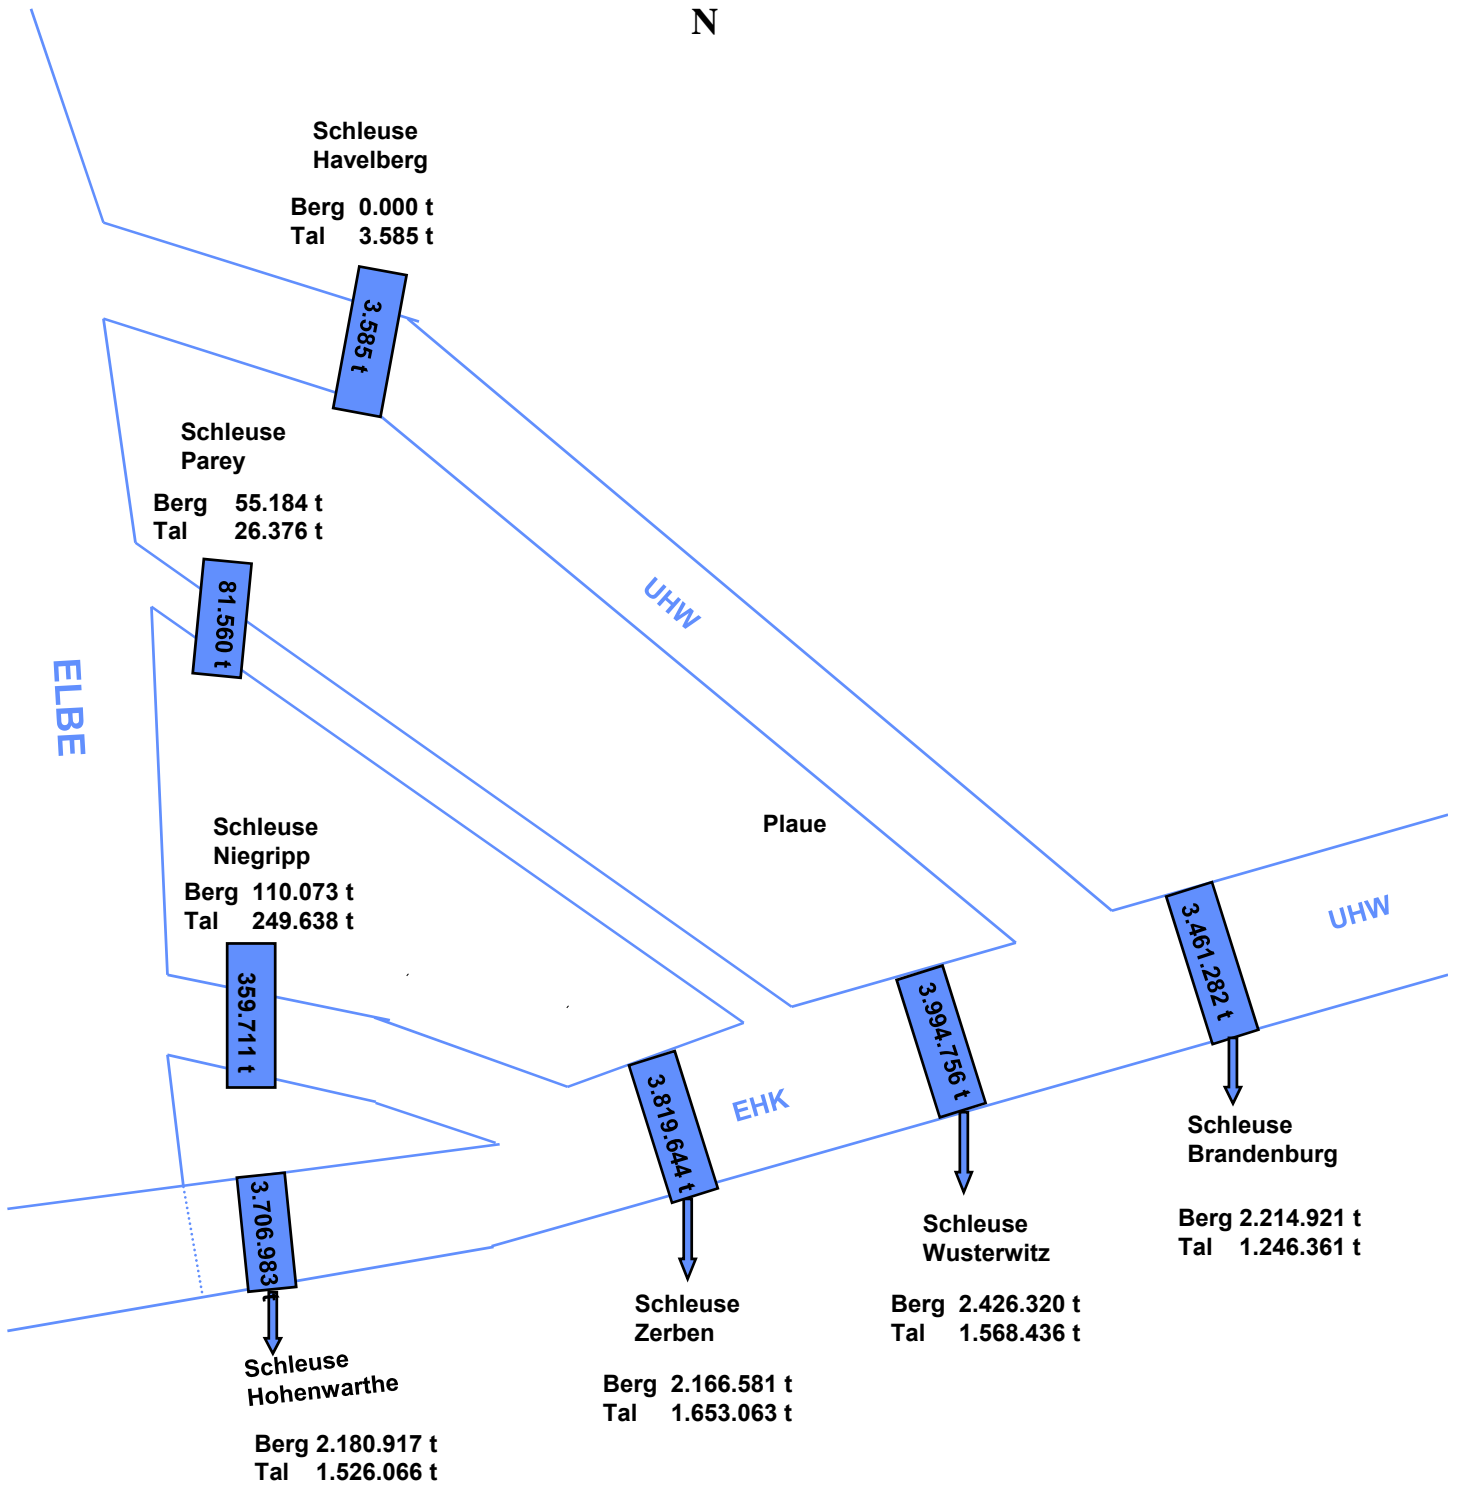 N
Schleuse
Havelberg
Berg 0.000 t
Tal 3.585 t
3.585 t
Schleuse
Parey
Berg 55.184 t
Tal 26.376 t
81.560 t
UHW
ELBE
Plaue
Schleuse
Niegripp
Berg 110.073 t
Tal 249.638 t
359.711 t
3.461.282 t
UHW
3.994.756 t
EHK
3.819.644 t
3.706.983 t
Schleuse
Brandenburg
Berg 2.214.921 t
Tal 1.246.361 t
Schleuse
Wusterwitz
Berg 2.426.320 t
Tal 1.568.436 t
Schleuse
Zerben
Berg 2.166.581 t
Tal 1.653.063 t
Schleuse
Hohenwarthe
Berg 2.180.917 t
Tal 1.526.066 t